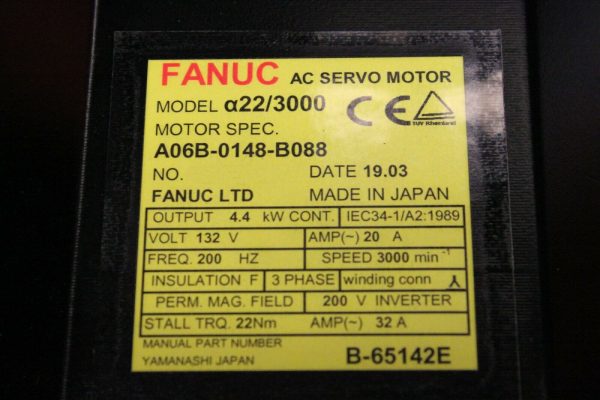 FANUC AC SERVO MOTOR
MODEL α22/3000
CE
TUV Rheinland
MOTOR SPEC.
A06B-0148-B088
NO. DATE 19.03
FANUC LTD MADE IN JAPAN
OUTPUT 4.4 kW CONT. IEC34-1/A2:1989
VOLT 132 V AMP(~) 20 A
FREQ. 200 HZ SPEED 3000 min⁻¹
INSULATION F 3 PHASE winding conn
PERM. MAG. FIELD 200 V INVERTER
STALL TRQ. 22Nm AMP(~) 32 A
MANUAL PART NUMBER
YAMANASHI JAPAN B-65142E